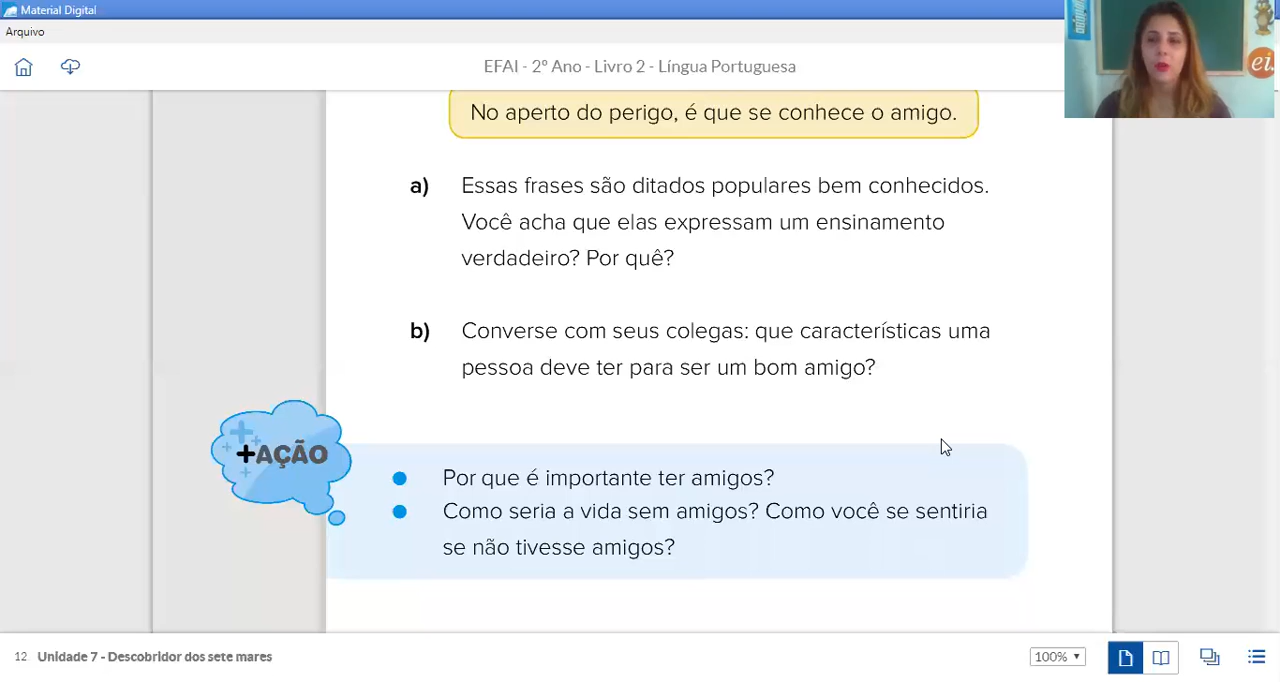 Material Digital
Arquivo
EFAI - 2º Ano - Livro 2 - Língua Portuguesa
ei.
No aperto do perigo, é que se conhece o amigo.
a) Essas frases são ditados populares bem conhecidos.
Você acha que elas expressam um ensinamento
verdadeiro? Por quê?
b) Converse com seus colegas: que características uma
pessoa deve ter para ser um bom amigo?
+AÇÃO
Por que é importante ter amigos?
Como seria a vida sem amigos? Como você se sentiria
se não tivesse amigos?
12 Unidade 7 - Descobridor dos sete mares
100%